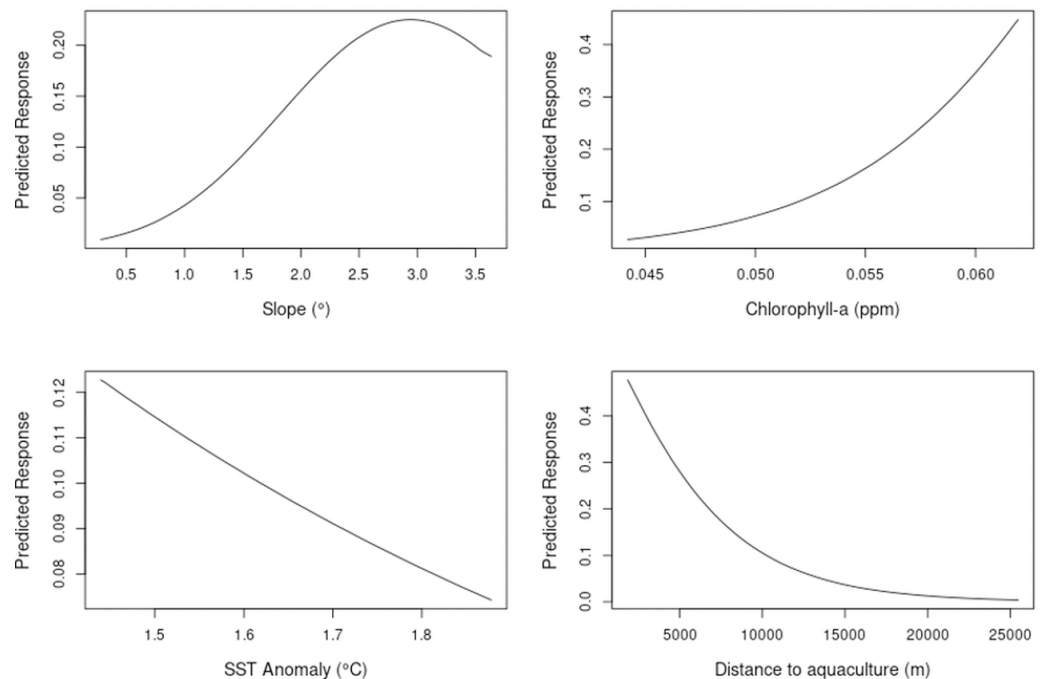 Predicted Response
0.05 0.10 0.15 0.20
0.5 1.0 1.5 2.0 2.5 3.0 3.5
Slope (°)
Predicted Response
0.1 0.2 0.3 0.4
0.045 0.050 0.055 0.060
Chlorophyll-a (ppm)
Predicted Response
0.08 0.09 0.10 0.11 0.12
1.5 1.6 1.7 1.8
SST Anomaly (°C)
Predicted Response
0.0 0.1 0.2 0.3 0.4
5000 10000 15000 20000 25000
Distance to aquaculture (m)